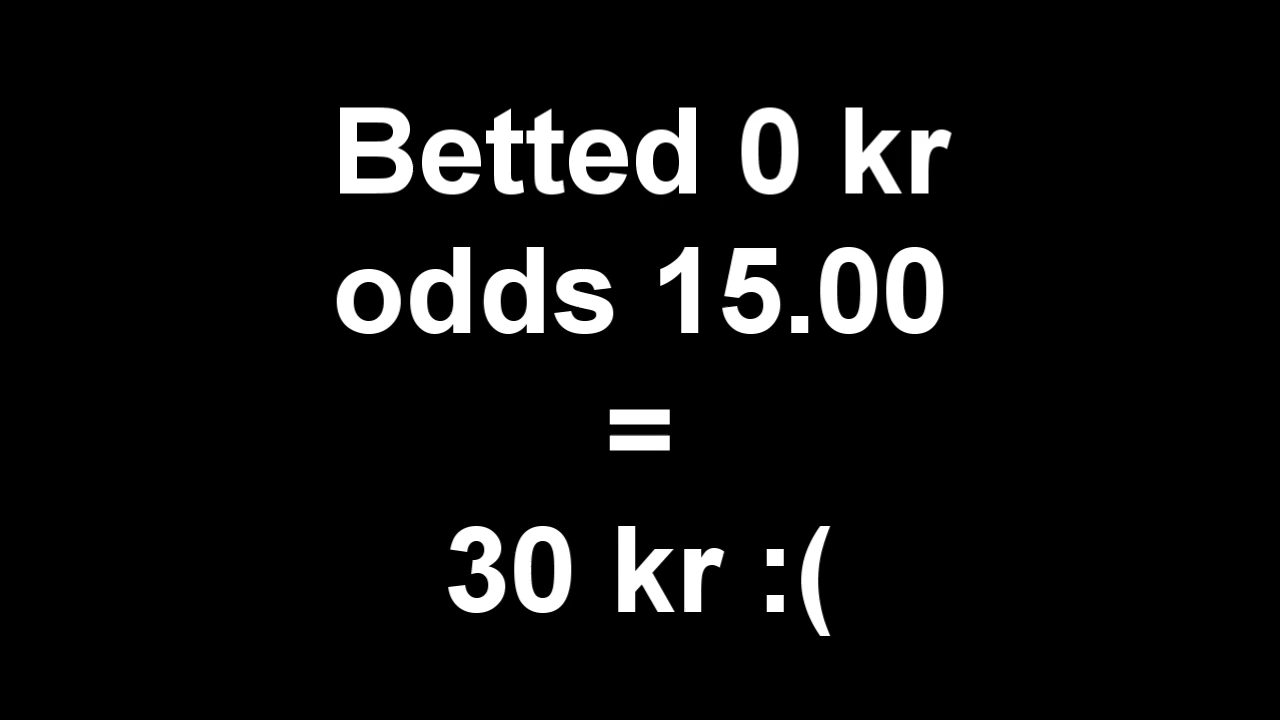 Betted 0 kr
odds 15.00
=
30 kr :(